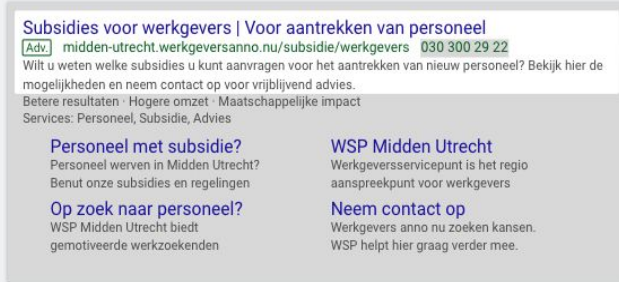 Subsidies voor werkgevers | Voor aantrekken van personeel
Adv. midden-utrecht.werkgeversanno.nu/subsidie/werkgevers 030 300 29 22
Wilt u weten welke subsidies u kunt aanvragen voor het aantrekken van nieuw personeel? Bekijk hier de
mogelijkheden en neem contact op voor vrijblijvend advies.
Betere resultaten · Hogere omzet · Maatschappelijke impact
Services: Personeel, Subsidie, Advies
Personeel met subsidie?
Personeel werven in Midden Utrecht?
Benut onze subsidies en regelingen
WSP Midden Utrecht
Werkgeversservicepunt is het regio
aanspreekpunt voor werkgevers
Op zoek naar personeel?
WSP Midden Utrecht biedt
gemotiveerde werkzoekenden
Neem contact op
Werkgevers anno nu zoeken kansen.
WSP helpt hier graag verder mee.